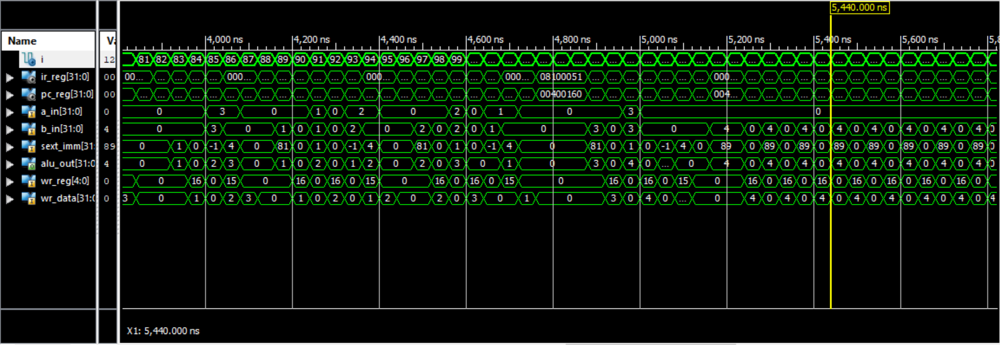 5,440.000 ns
Name
4,000 ns 4,200 ns 4,400 ns 4,600 ns 4,800 ns 5,000 ns 5,200 ns 5,400 ns 5,600 ns 5,8
i 12 81 82 83 84 85 86 87 88 89 90 91 92 93 94 95 96 97 98 99 ... ... ... ... ... ... ... ... ... ... ... ... ... ... ... ... ... ... ... ... ... ... ... ... ... ... ... ... ... ... ...
ir_reg[31:0] 00 00... ... ... ... ... 000... ... ... ... ... ... ... ... 000... ... ... ... ... ... ... 000... ... 08100051 ... ... ... ... ... ... ... 000... ... ... ... ... ... ... ... ... ... ... ... ... ... ... ...
pc_reg[31:0] 00 ... ... ... ... ... ... ... ... ... ... ... ... ... ... ... ... ... ... ... ... ... ... ... 00400160 ... ... ... ... ... ... ... 004... ... ... ... ... ... ... ... ... ... ... ... ... ... ... ...
a_in[31:0] 0 0 3 0 1 0 2 0 2 0 1 0 3 0
b_in[31:0] 4 0 3 0 1 0 1 0 2 0 2 0 2 0 1 0 3 0 3 0 4 0 4 0 4 0 4 0 4 0 4 0 4 0 4 0
sext_imm[31: 89 0 1 0 -1 4 0 81 0 1 0 -1 4 0 81 0 1 0 -1 4 0 81 0 1 0 -1 4 0 89 0 89 0 89 0 89 0 89 0 89 0 89 0 89 0
alu_out[31:0 4 0 1 0 2 3 0 1 0 2 0 1 2 0 2 0 3 0 1 0 3 0 4 0 ... 0 4 0 4 0 4 0 4 0 4 0 4 0 4 0 4 0
wr_reg[4:0] 0 0 16 0 15 0 16 0 16 0 15 0 16 0 16 0 15 0 16 0 16 0 15 0 16 0 16 0 16 0 16 0 16 0 16 0 16 0
wr_data[31:0 0 3 0 1 0 2 3 0 1 0 2 0 1 2 0 2 0 3 0 1 0 3 0 4 0 ... 0 4 0 4 0 4 0 4 0 4 0 4 0 4 0 4
X1: 5,440.000 ns